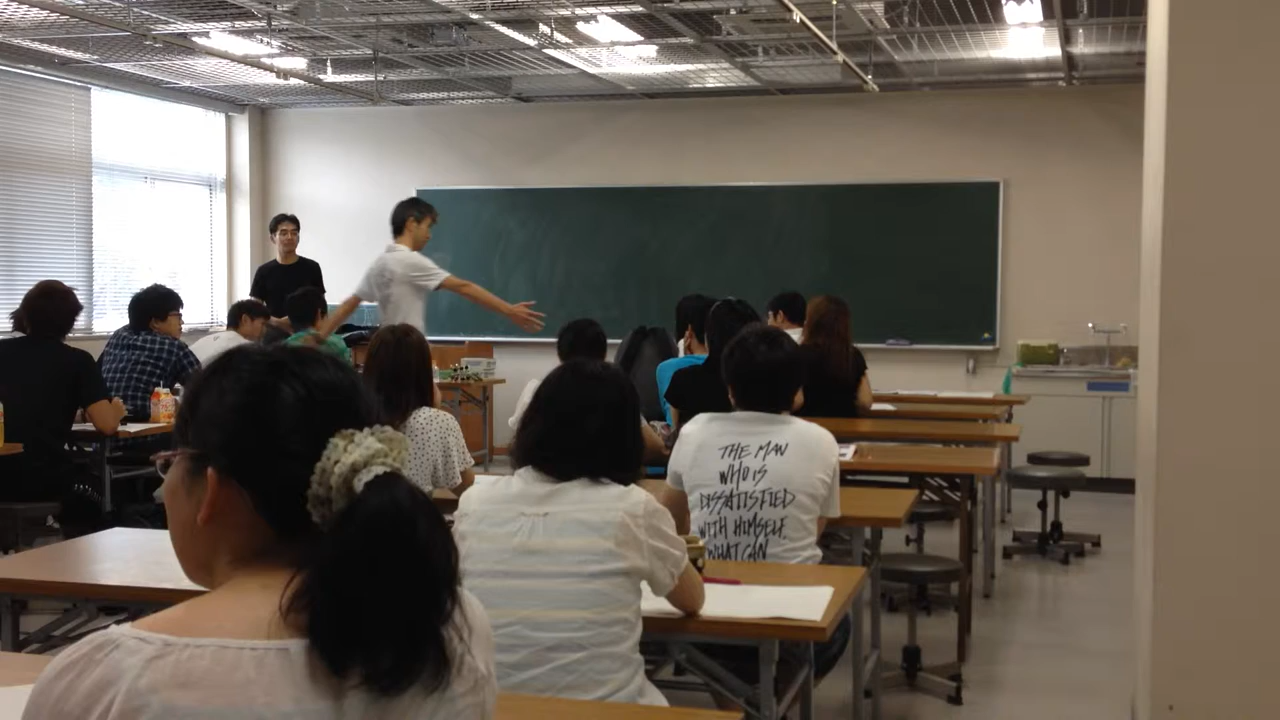 THE MAN
WHO IS
DISSATISFIED
WITH HIMSELF.
WHAT CAN